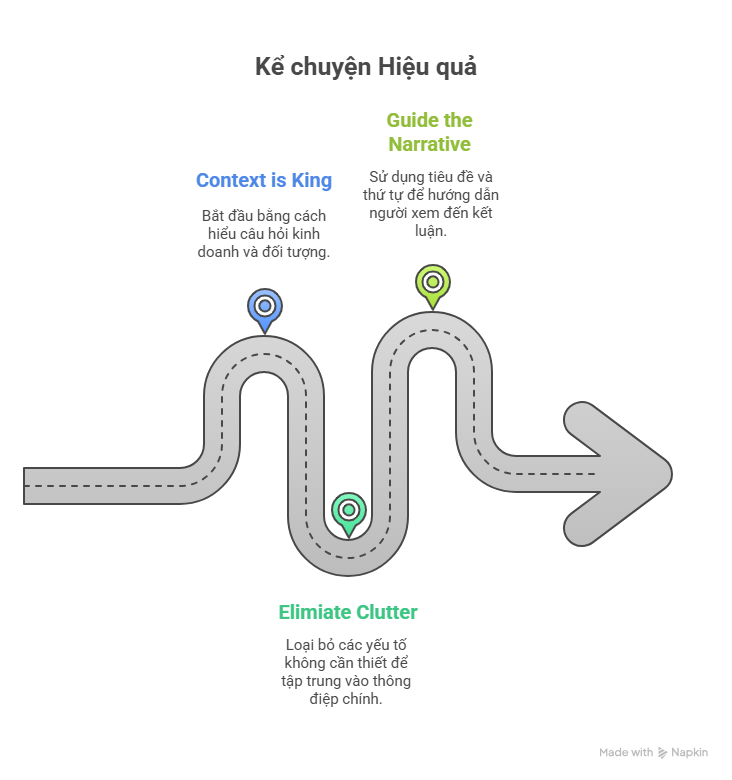 Kể chuyện Hiệu quả
Guide the
Narrative
Sử dụng tiêu đề và
thứ tự để hướng dẫn
người xem đến kết
luận.
Context is King
Bắt đầu bằng cách
hiểu câu hỏi kinh
doanh và đối tượng.
Elimiate Clutter
Loại bỏ các yếu tố
không cần thiết để
tập trung vào thông
điệp chính.
Made with Napkin